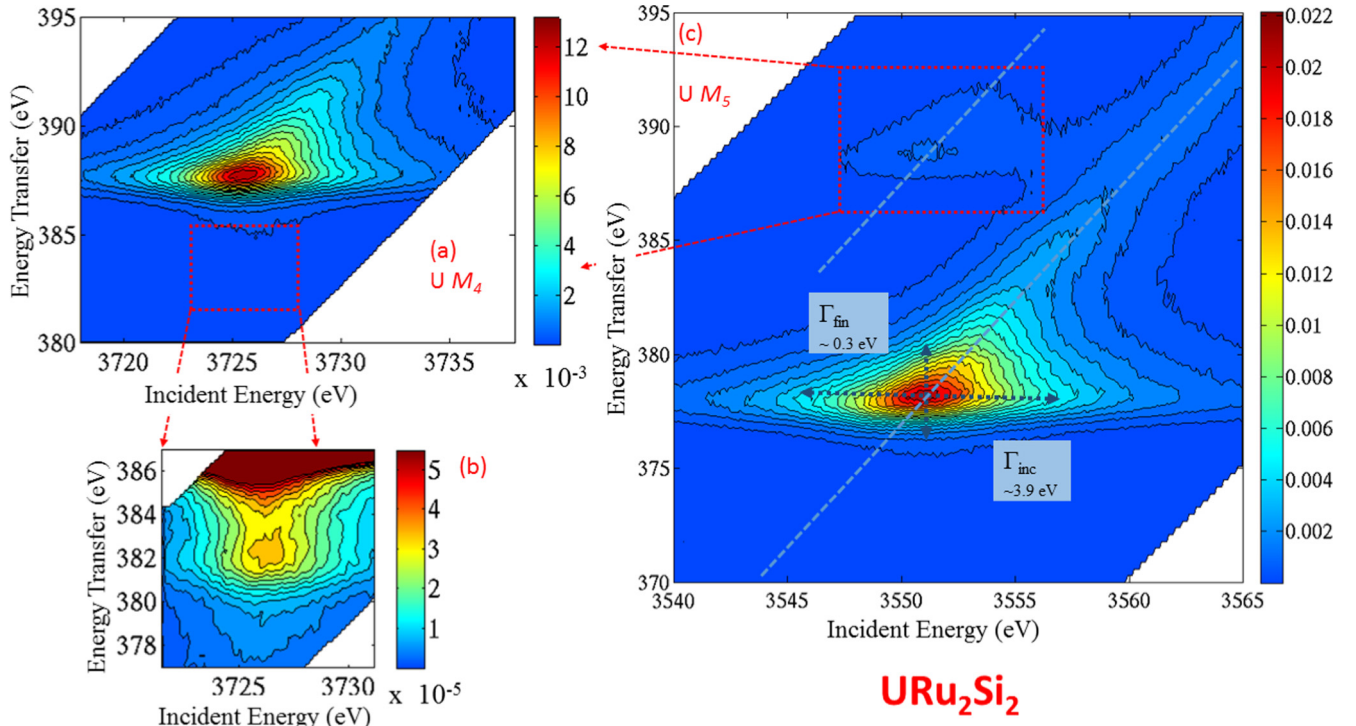 395
390
385
380
Energy Transfer (eV)
3720
3725
3730
3735
Incident Energy (eV)
(a)
U M4
12
10
8
6
4
2
x 10-3
386
384
382
380
378
Energy Transfer (eV)
3725
3730
Incident Energy (eV)
(b)
5
4
3
2
1
x 10-5
395
390
385
380
375
370
Energy Transfer (eV)
3540
3545
3550
3555
3560
3565
Incident Energy (eV)
(c)
U M5
Γfin
~ 0.3 eV
Γinc
~3.9 eV
0.022
0.02
0.018
0.016
0.014
0.012
0.01
0.008
0.006
0.004
0.002
URu2Si2